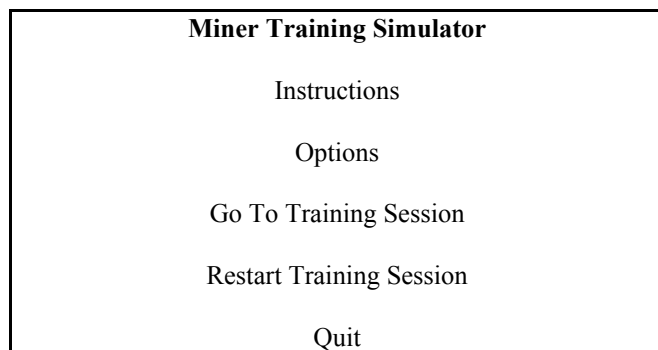 Miner Training Simulator
Instructions
Options
Go To Training Session
Restart Training Session
Quit